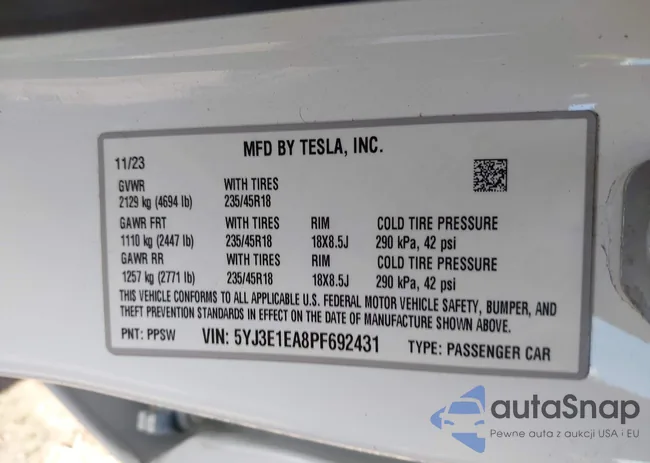 MFD BY TESLA, INC.
11/23
GVWR WITH TIRES
2129 kg (4694 lb) 235/45R18
GAWR FRT WITH TIRES RIM COLD TIRE PRESSURE
1110 kg (2447 lb) 235/45R18 18X8.5J 290 kPa, 42 psi
GAWR RR WITH TIRES RIM COLD TIRE PRESSURE
1257 kg (2771 lb) 235/45R18 18X8.5J 290 kPa, 42 psi
THIS VEHICLE CONFORMS TO ALL APPLICABLE U.S. FEDERAL MOTOR VEHICLE SAFETY, BUMPER, AND
THEFT PREVENTION STANDARDS IN EFFECT ON THE DATE OF MANUFACTURE SHOWN ABOVE.
PNT: PPSW VIN: 5YJ3E1EA8PF692431 TYPE: PASSENGER CAR
autaSnap
Pewne auta z aukcji USA i EU